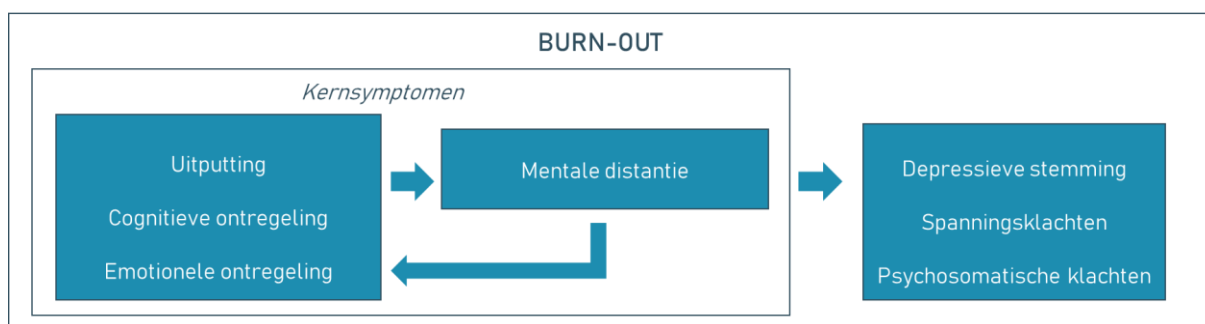 BURN-OUT
Kernsymptomen
Uitputting
Cognitieve ontregeling
Emotionele ontregeling
Mentale distantie
Depressieve stemming
Spanningsklachten
Psychosomatische klachten